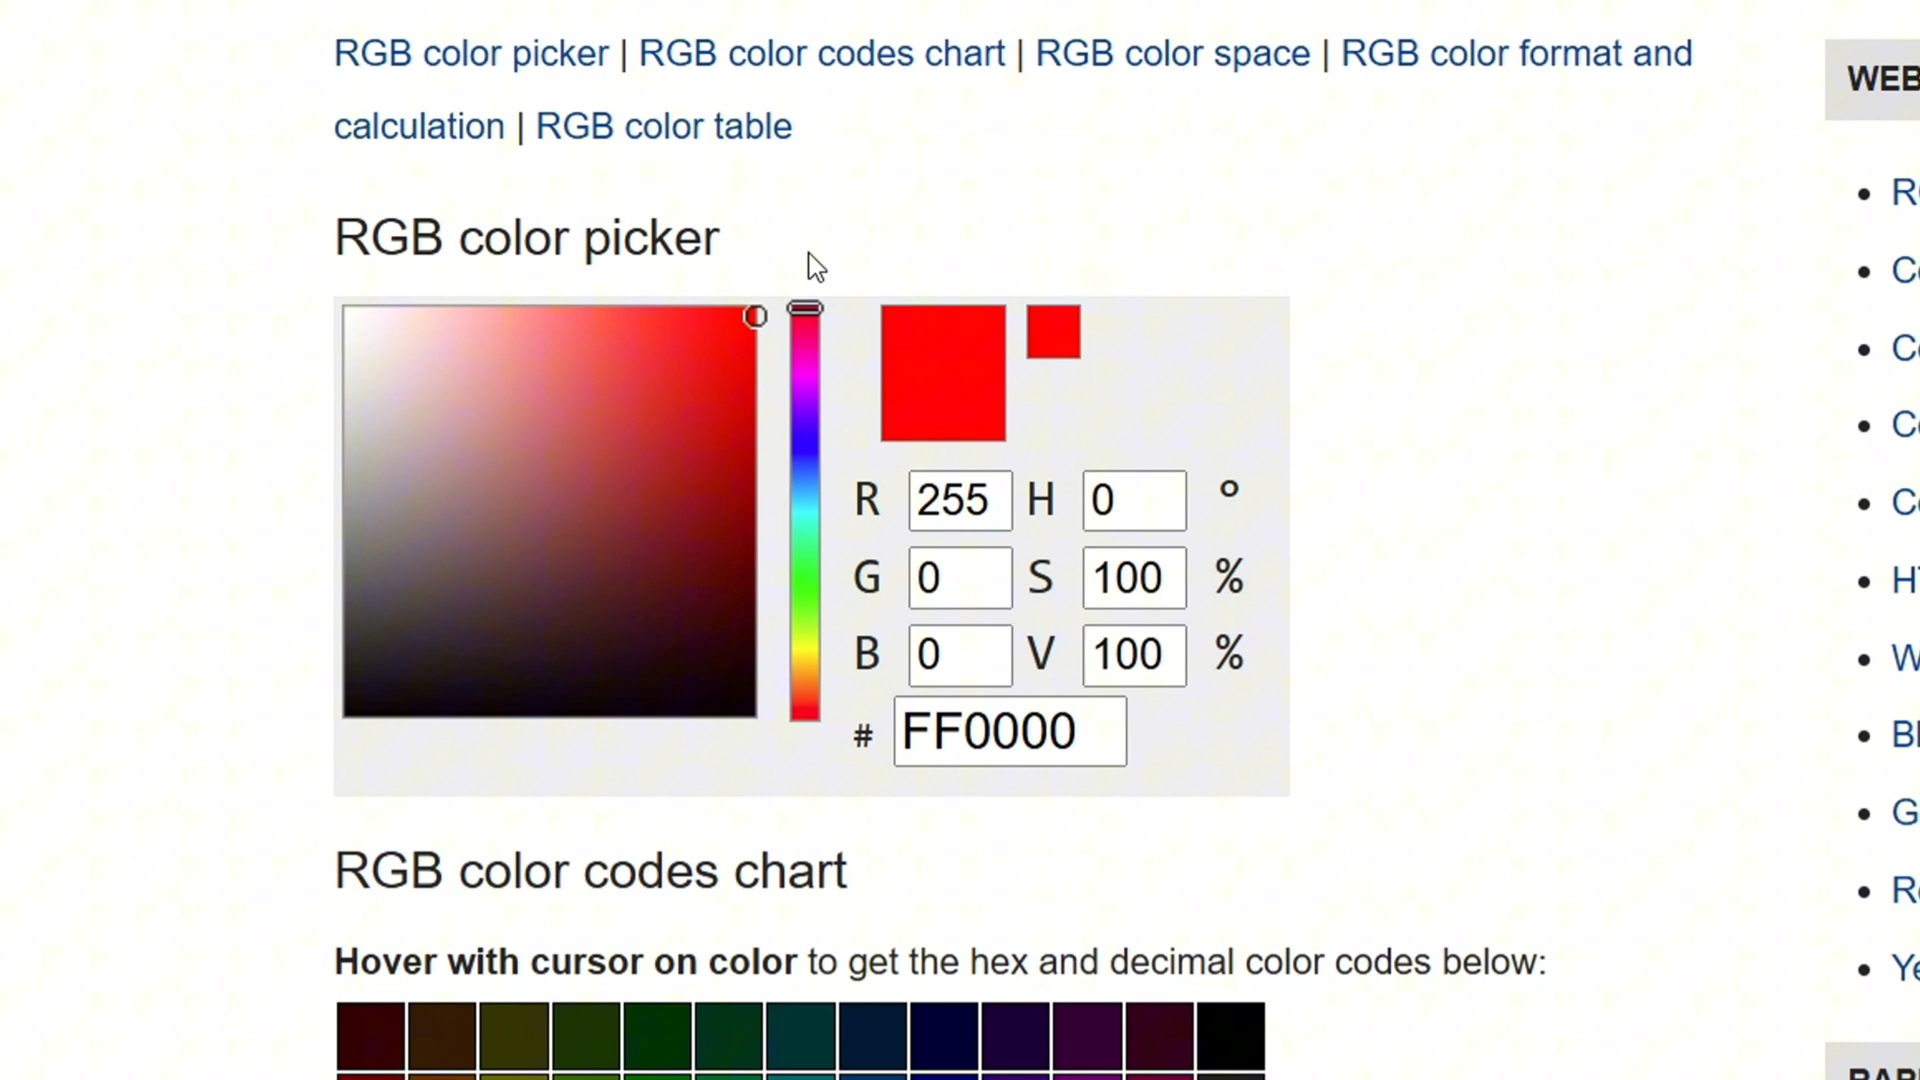 RGB color picker | RGB color codes chart | RGB color space | RGB color format and
calculation | RGB color table
WEB
RGB color picker
R 255 H 0 °
G 0 S 100 %
B 0 V 100 %
# FF0000
RGB color codes chart
Hover with cursor on color to get the hex and decimal color codes below: